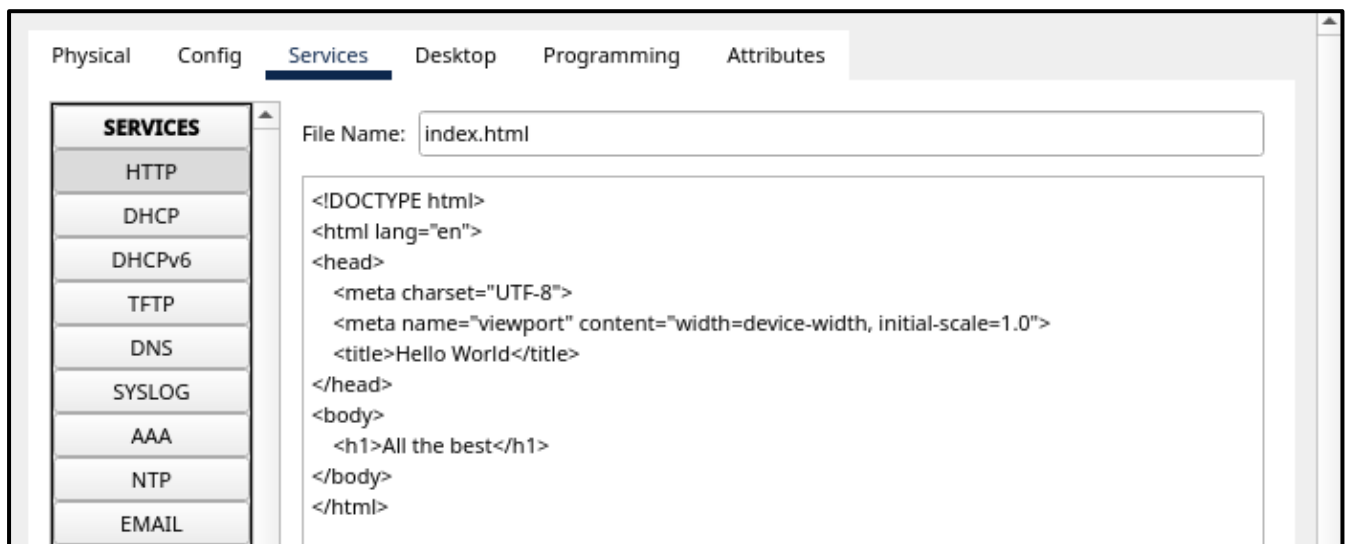 Physical Config Services Desktop Programming Attributes
SERVICES
HTTP
DHCP
DHCPv6
TFTP
DNS
SYSLOG
AAA
NTP
EMAIL
File Name: index.html
<!DOCTYPE html>
<html lang="en">
<head>
<meta charset="UTF-8">
<meta name="viewport" content="width=device-width, initial-scale=1.0">
<title>Hello World</title>
</head>
<body>
<h1>All the best</h1>
</body>
</html>